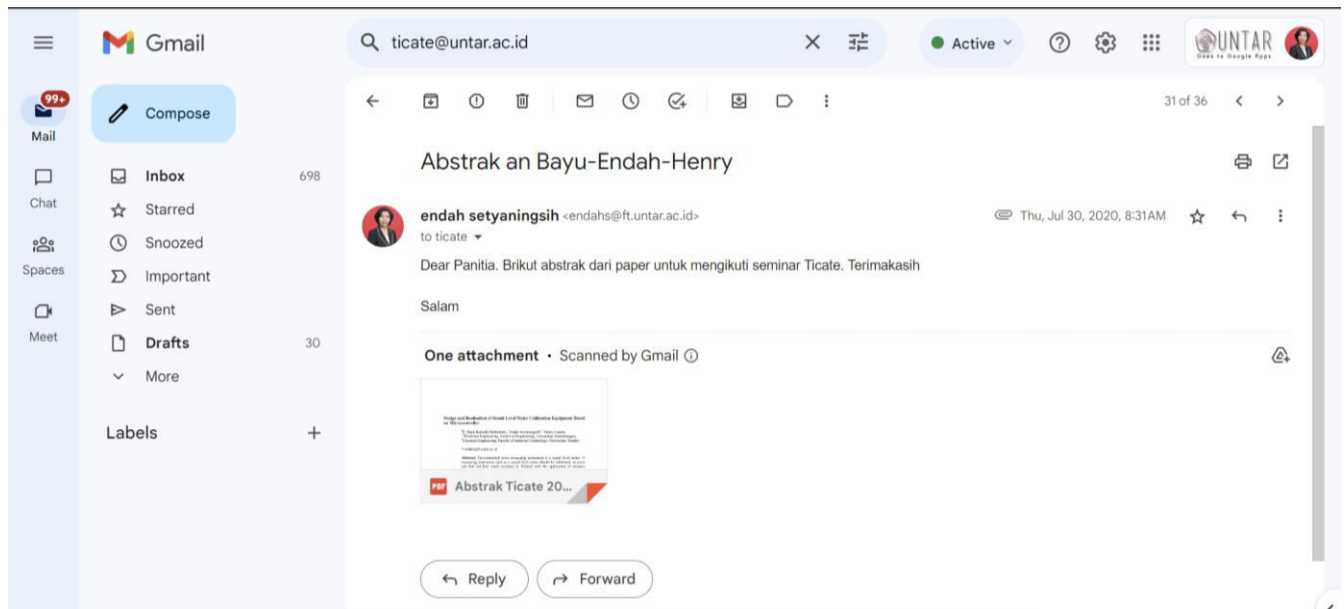 Gmail
ticate@untar.ac.id
Active
UNTAR
Goes to Google Apps
99+
Mail
Chat
Spaces
Meet
Compose
Inbox 698
Starred
Snoozed
Important
Sent
Drafts 30
More
Labels
31 of 36
Abstrak an Bayu-Endah-Henry
endah setyaningsih <endahs@ft.untar.ac.id>
Thu, Jul 30, 2020, 8:31 AM
to ticate
Dear Panitia. Brikut abstrak dari paper untuk mengikuti seminar Ticate. Terimakasih
Salam
One attachment • Scanned by Gmail
Design and Realization of Sound Level Meter Calibration Equipment Based
on Microcontroller
PDF
Abstrak Ticate 20...
Reply
Forward